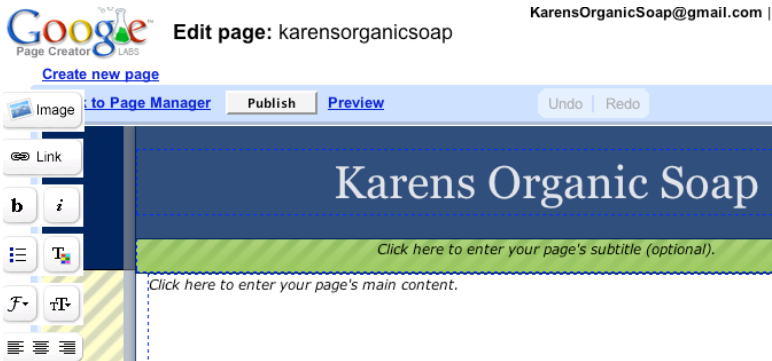 KarensOrganicSoap@gmail.com |
Google
Page Creator LABS
Edit page: karensorganicsoap
Create new page
to Page Manager Publish Preview Undo | Redo
Image
Link
b i
T
F T
Karens Organic Soap
Click here to enter your page's subtitle (optional).
Click here to enter your page's main content.